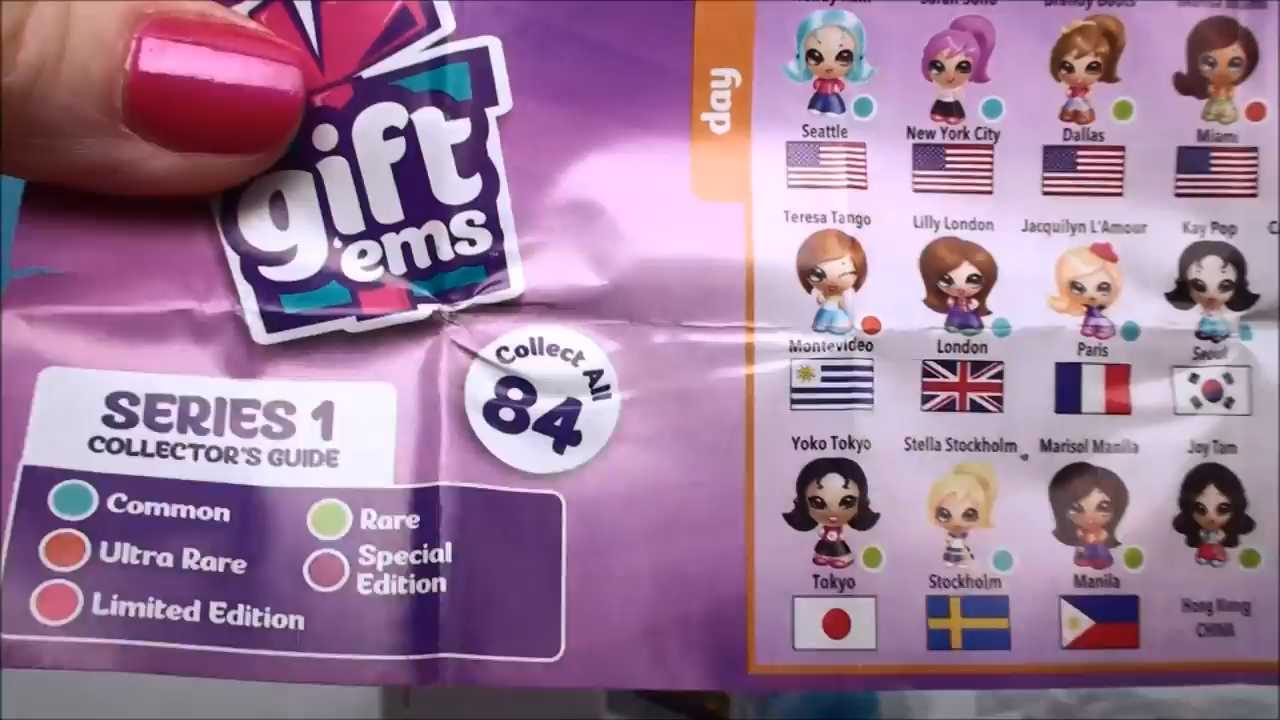 gift
'ems
Collect All
84
SERIES 1
COLLECTOR'S GUIDE
Common
Rare
Ultra Rare
Special
Edition
Limited Edition
day
Seattle
New York City
Dallas
Miami
Teresa Tango
Lilly London
Jacquilyn L'Amour
Kay Pop
Montevideo
London
Paris
Seoul
Yoko Tokyo
Stella Stockholm
Marisol Manila
Joy Tam
Tokyo
Stockholm
Manila
Hong Kong
CHINA